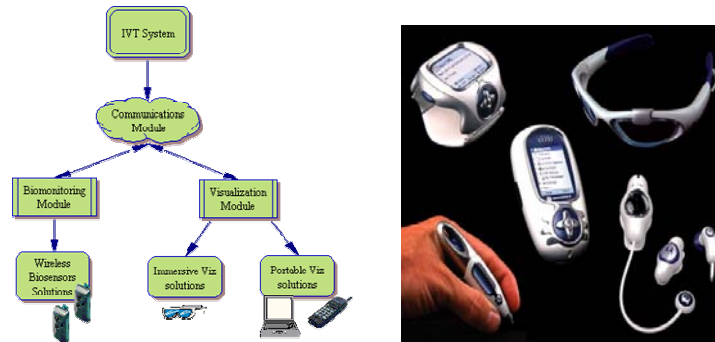 IVT System
Communications
Module
Biomonitoring
Module
Visualization
Module
Wireless
Biosensors
Solutions
Immersive Viz
solutions
Portable Viz
solutions